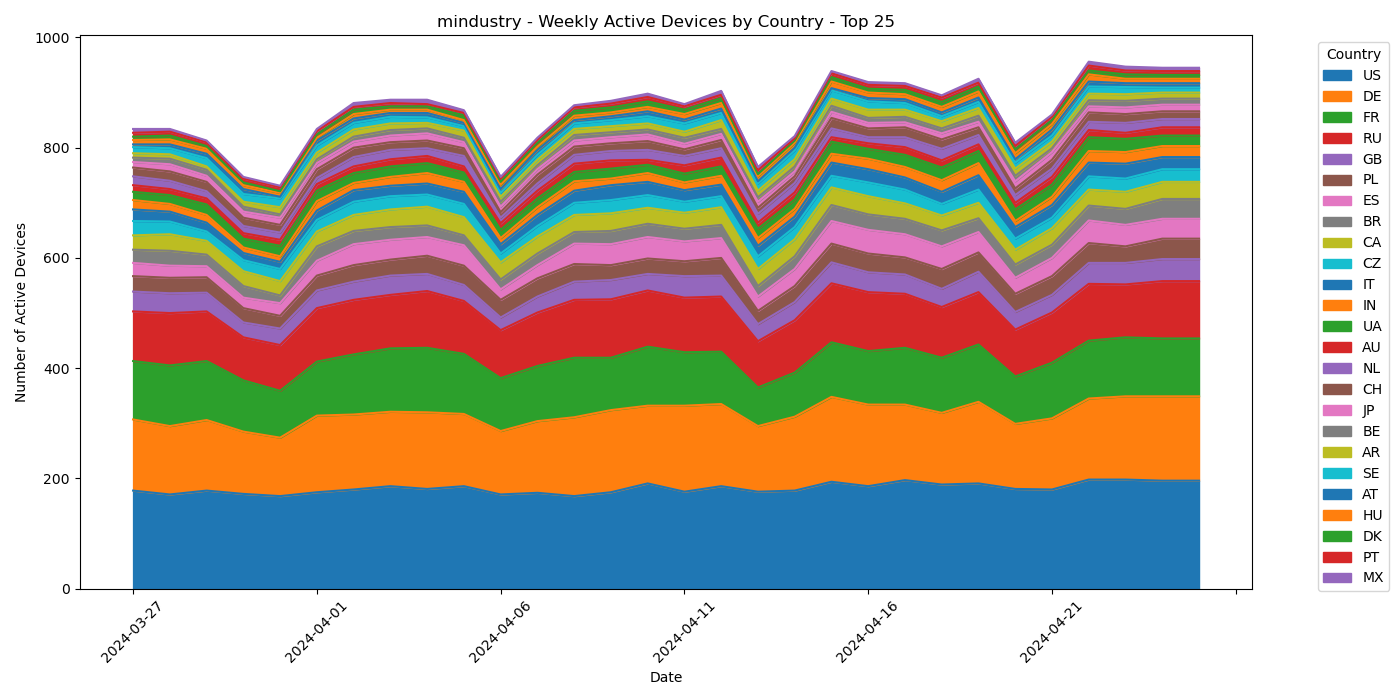 mindustry - Weekly Active Devices by Country - Top 25
Number of Active Devices
1000
800
600
400
200
0
2024-03-27
2024-04-01
2024-04-06
2024-04-11
2024-04-16
2024-04-21
Date
Country
US
DE
FR
RU
GB
PL
ES
BR
CA
CZ
IT
IN
UA
AU
NL
CH
JP
BE
AR
SE
AT
HU
DK
PT
MX